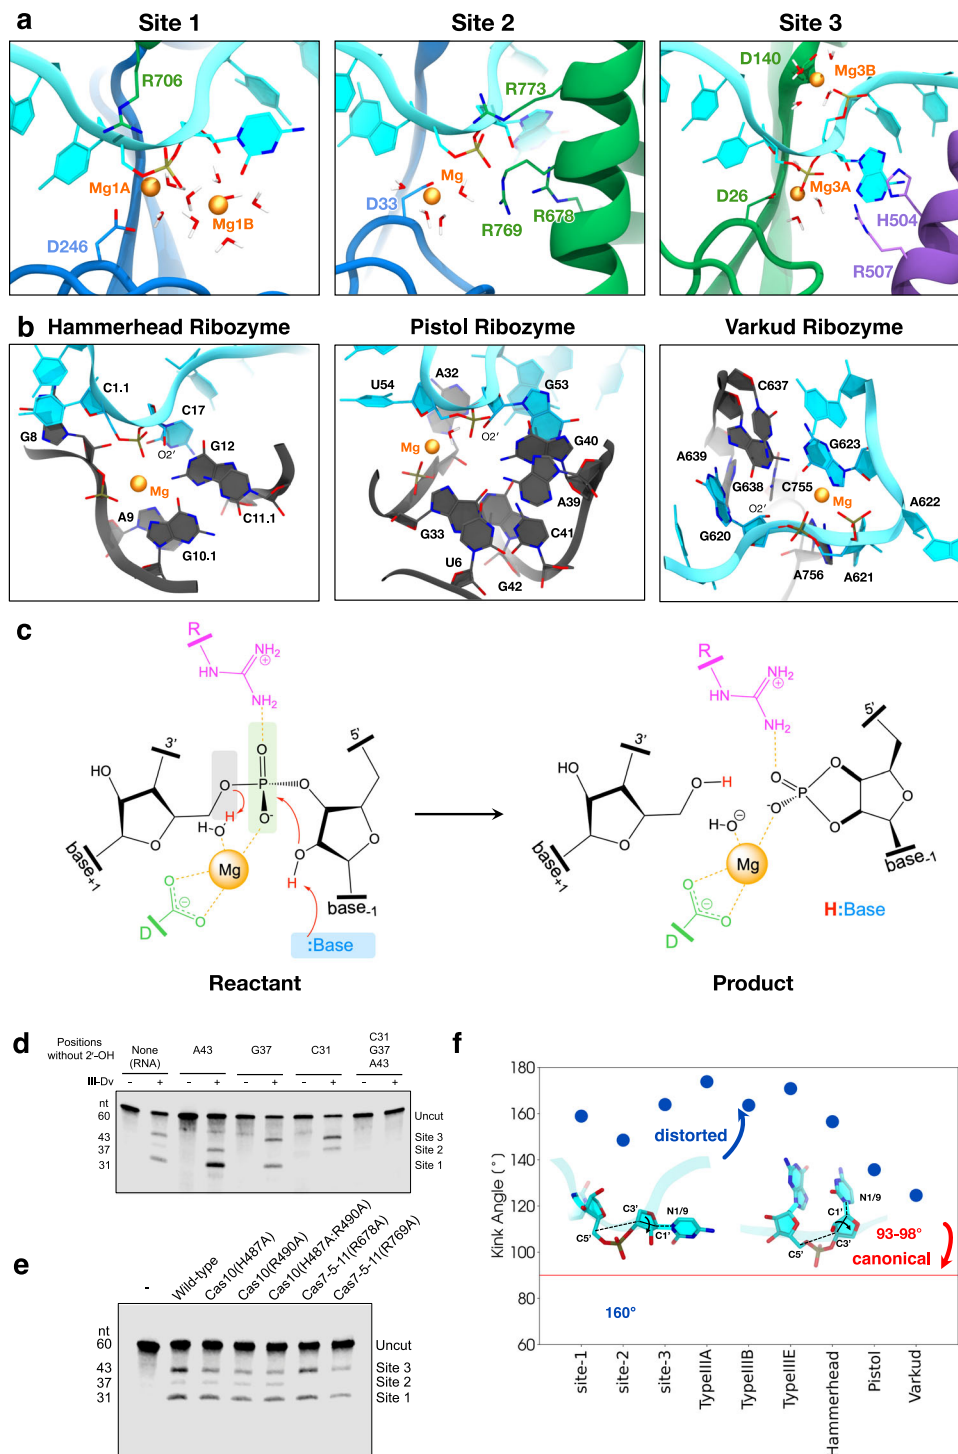 a
Site 1
Site 2
Site 3
R706
Mg1A
Mg1B
D246
R773
Mg
D33
R678
R769
D140
Mg3B
Mg3A
D26
H504
R507
b
Hammerhead Ribozyme
Pistol Ribozyme
Varkud Ribozyme
C1.1
C17
G8
O2'
G12
Mg
A9
C11.1
G10.1
A32
U54
G53
O2'
Mg
G40
A39
G33
C41
U6
G42
C637
G623
A639
G638
C755
Mg
O2'
A622
G620
A756
A621
c
R
NH2
HN
⊕
NH2
3'
O
5'
HO
O
P
O
O
O-
H
H-O
O
O
Mg
H
base+1
base-1
O
⊖
O
D
:Base
Reactant
R
NH2
HN
⊕
NH2
5'
3'
HO
O
H
O
O
P
O
O
O-
O
H-O
⊖
base+1
Mg
base-1
O
⊖
O
D
H:Base
Product
d
Positions without 2'-OH
None (RNA)
A43
G37
C31
C31 G37 A43
III-Dv
- + - + - + - + - +
nt
60 Uncut
43 Site 3
37 Site 2
31 Site 1
e
-
Wild-type
Cas10(H487A)
Cas10(R490A)
Cas10(H487A:R490A)
Cas7-5-11(R678A)
Cas7-5-11(R769A)
nt
60 Uncut
43 Site 3
37 Site 2
31 Site 1
f
Kink Angle (°)
180
160
140
120
100
80
60
distorted
C3'
N1/9
C1'
C5'
N1/9
C1'
C3'
C5'
93-98°
canonical
160°
site-1
site-2
site-3
TypeIIIA
TypeIIIB
TypeIIIE
Hammerhead
Pistol
Varkud